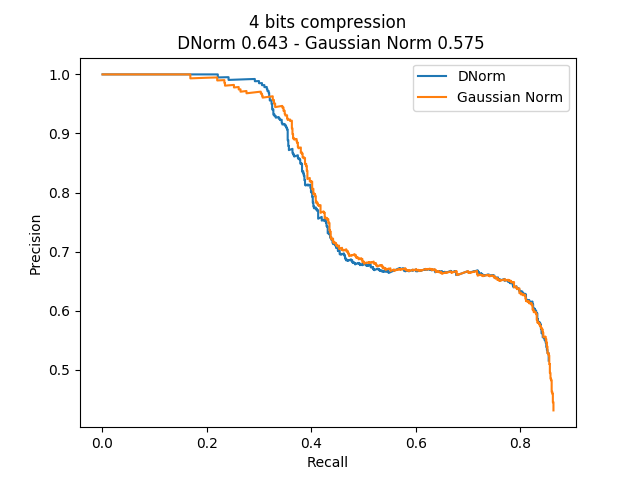 4 bits compression
DNorm 0.643 - Gaussian Norm 0.575
DNorm
Gaussian Norm
Precision
1.0
0.9
0.8
0.7
0.6
0.5
0.0
0.2
0.4
0.6
0.8
Recall